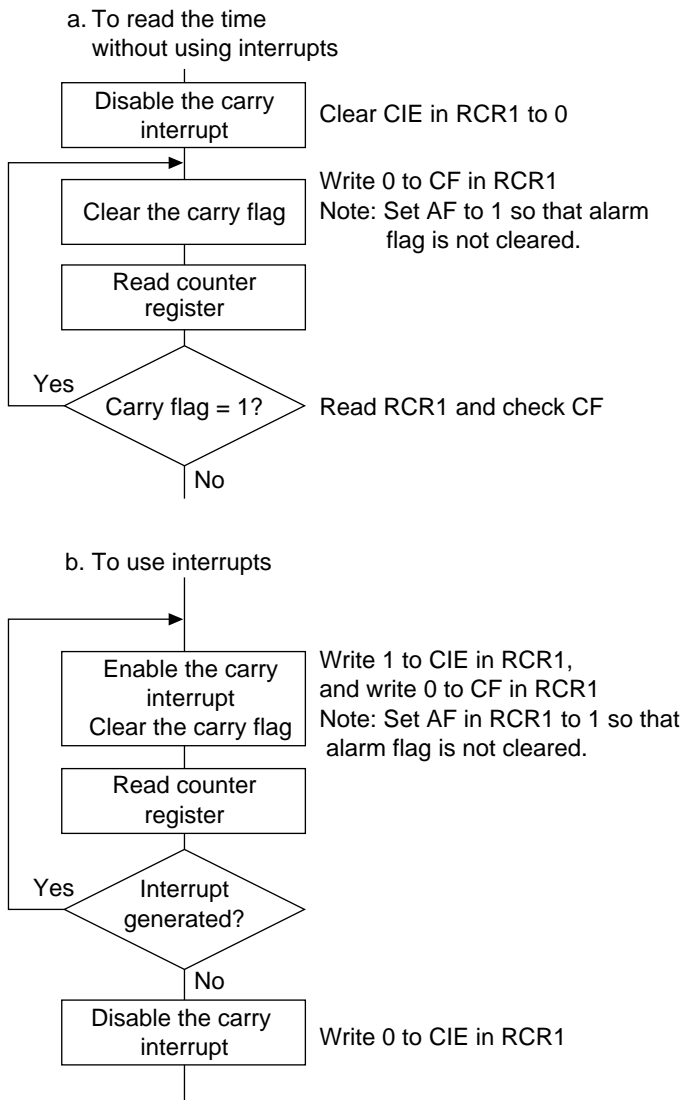 a. To read the time
without using interrupts
Disable the carry
interrupt
Clear CIE in RCR1 to 0
Clear the carry flag
Write 0 to CF in RCR1
Note: Set AF to 1 so that alarm
flag is not cleared.
Read counter
register
Yes
Carry flag = 1?
Read RCR1 and check CF
No
b. To use interrupts
Enable the carry
interrupt
Clear the carry flag
Write 1 to CIE in RCR1,
and write 0 to CF in RCR1
Note: Set AF in RCR1 to 1 so that
alarm flag is not cleared.
Read counter
register
Yes
Interrupt
generated?
No
Disable the carry
interrupt
Write 0 to CIE in RCR1